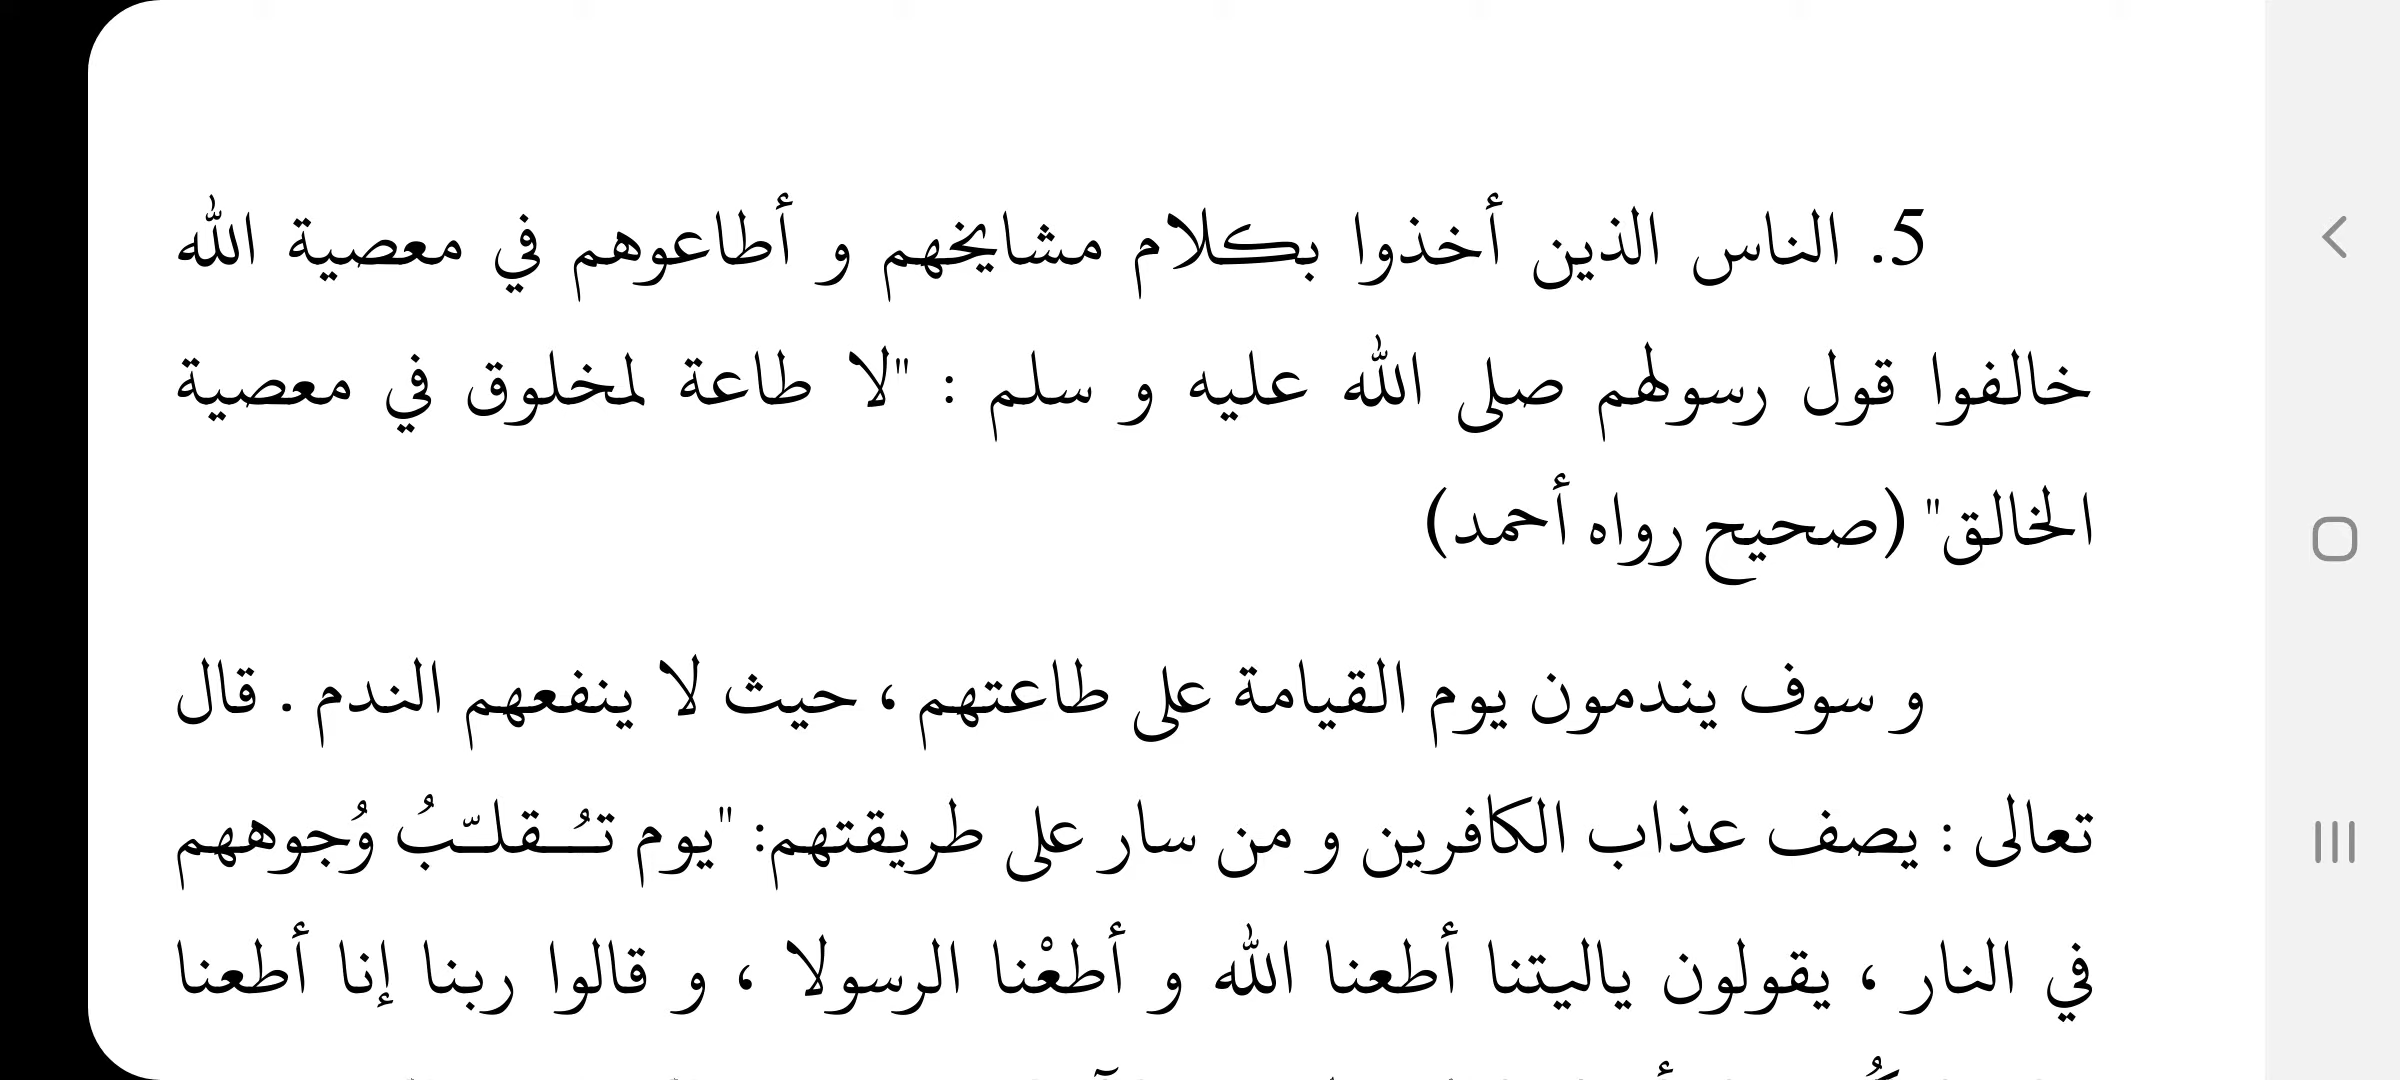 5. الناس الذين أخذوا بكلام مشايخهم و أطاعوهم في معصية الله
خالفوا قول رسولهم صلى الله عليه و سلم : "لا طاعة لمخلوق في معصية
الخالق" (صحيح رواه أحمد)
و سوف يندمون يوم القيامة على طاعتهم ، حيث لا ينفعهم الندم . قال
تعالى : يصف عذاب الكافرين و من سار على طريقتهم: "يوم تـُـقلـّبُ وُجوههم
في النار ، يقولون ياليتنا أطعنا الله و أطعْنا الرسولا ، و قالوا ربنا إنا أطعنا